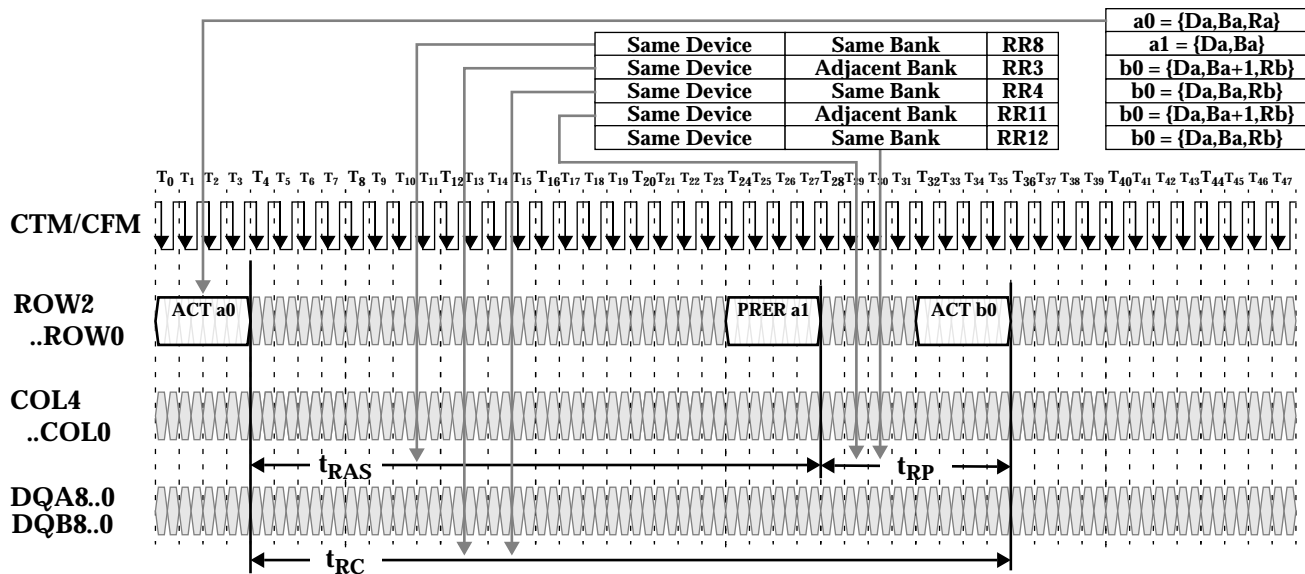 a0 = {Da,Ba,Ra}
Same Device Same Bank RR8 a1 = {Da,Ba}
Same Device Adjacent Bank RR3 b0 = {Da,Ba+1,Rb}
Same Device Same Bank RR4 b0 = {Da,Ba,Rb}
Same Device Adjacent Bank RR11 b0 = {Da,Ba+1,Rb}
Same Device Same Bank RR12 b0 = {Da,Ba,Rb}
T0 T1 T2 T3 T4 T5 T6 T7 T8 T9 T10 T11 T12 T13 T14 T15 T16 T17 T18 T19 T20 T21 T22 T23 T24 T25 T26 T27 T28 T29 T30 T31 T32 T33 T34 T35 T36 T37 T38 T39 T40 T41 T42 T43 T44 T45 T46 T47
CTM/CFM
ROW2 ACT a0 PRER a1 ACT b0
..ROW0
COL4
..COL0
tRAS tRP
DQA8..0
DQB8..0
tRC